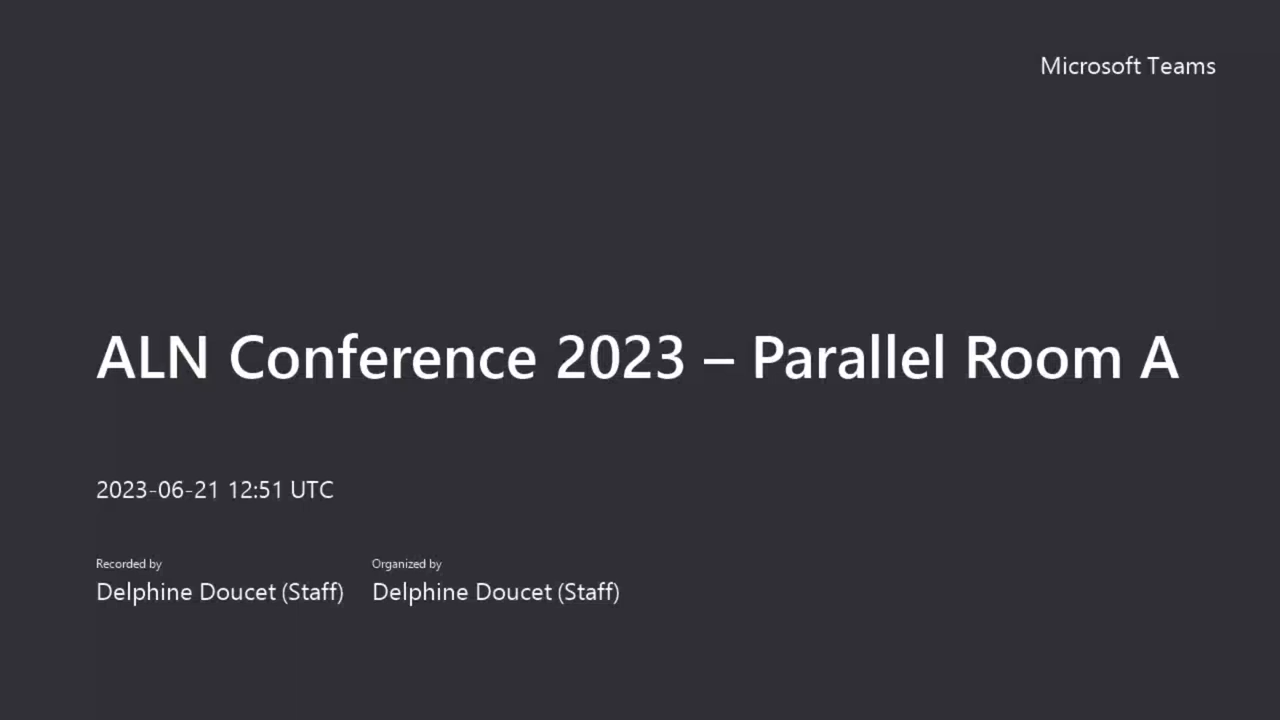 Microsoft Teams
ALN Conference 2023 – Parallel Room A
2023-06-21 12:51 UTC
Recorded by
Organized by
Delphine Doucet (Staff)
Delphine Doucet (Staff)